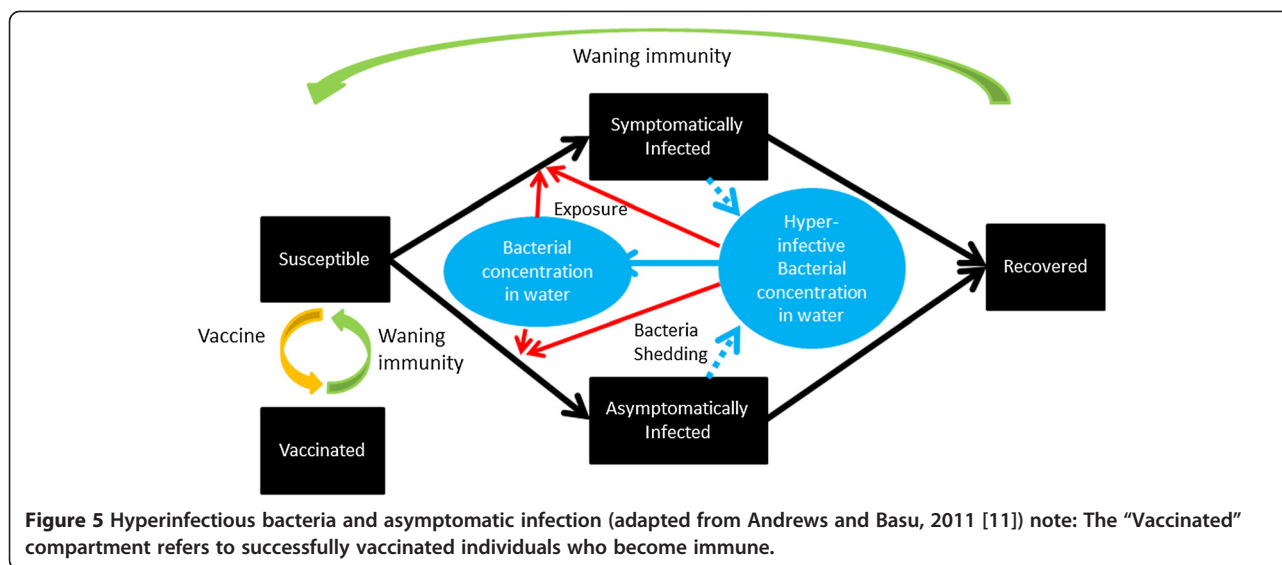 Waning immunity
Symptomatically
Infected
Exposure
Hyper-
infective
Bacterial
concentration
in water
Bacterial
concentration
in water
Susceptible
Recovered
Vaccine
Waning
immunity
Bacteria
Shedding
Asymptomatically
Infected
Vaccinated
Figure 5 Hyperinfectious bacteria and asymptomatic infection (adapted from Andrews and Basu, 2011 [11]) note: The “Vaccinated”
compartment refers to successfully vaccinated individuals who become immune.